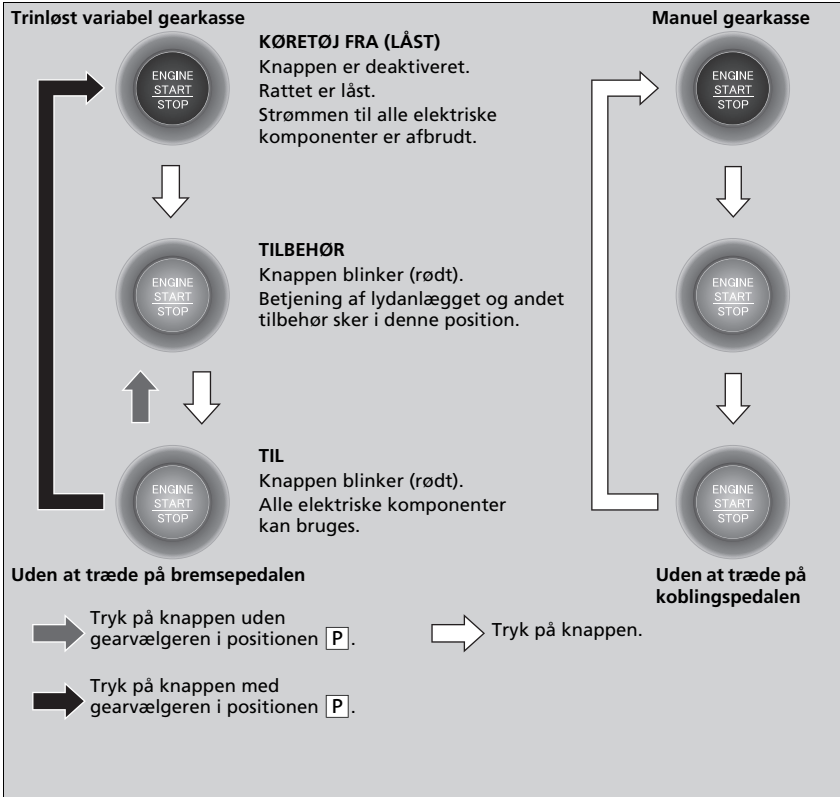 Trinløst variabel gearkasse
Manuel gearkasse
ENGINE
START
STOP
KØRETØJ FRA (LÅST)
Knappen er deaktiveret.
Rattet er låst.
Strømmen til alle elektriske
komponenter er afbrudt.
ENGINE
START
STOP
ENGINE
START
STOP
TILBEHØR
Knappen blinker (rødt).
Betjening af lydanlægget og andet
tilbehør sker i denne position.
ENGINE
START
STOP
ENGINE
START
STOP
TIL
Knappen blinker (rødt).
Alle elektriske komponenter
kan bruges.
ENGINE
START
STOP
Uden at træde på bremsepedalen
Uden at træde på
koblingspedalen
Tryk på knappen uden
gearvælgeren i positionen P.
Tryk på knappen.
Tryk på knappen med
gearvælgeren i positionen P.